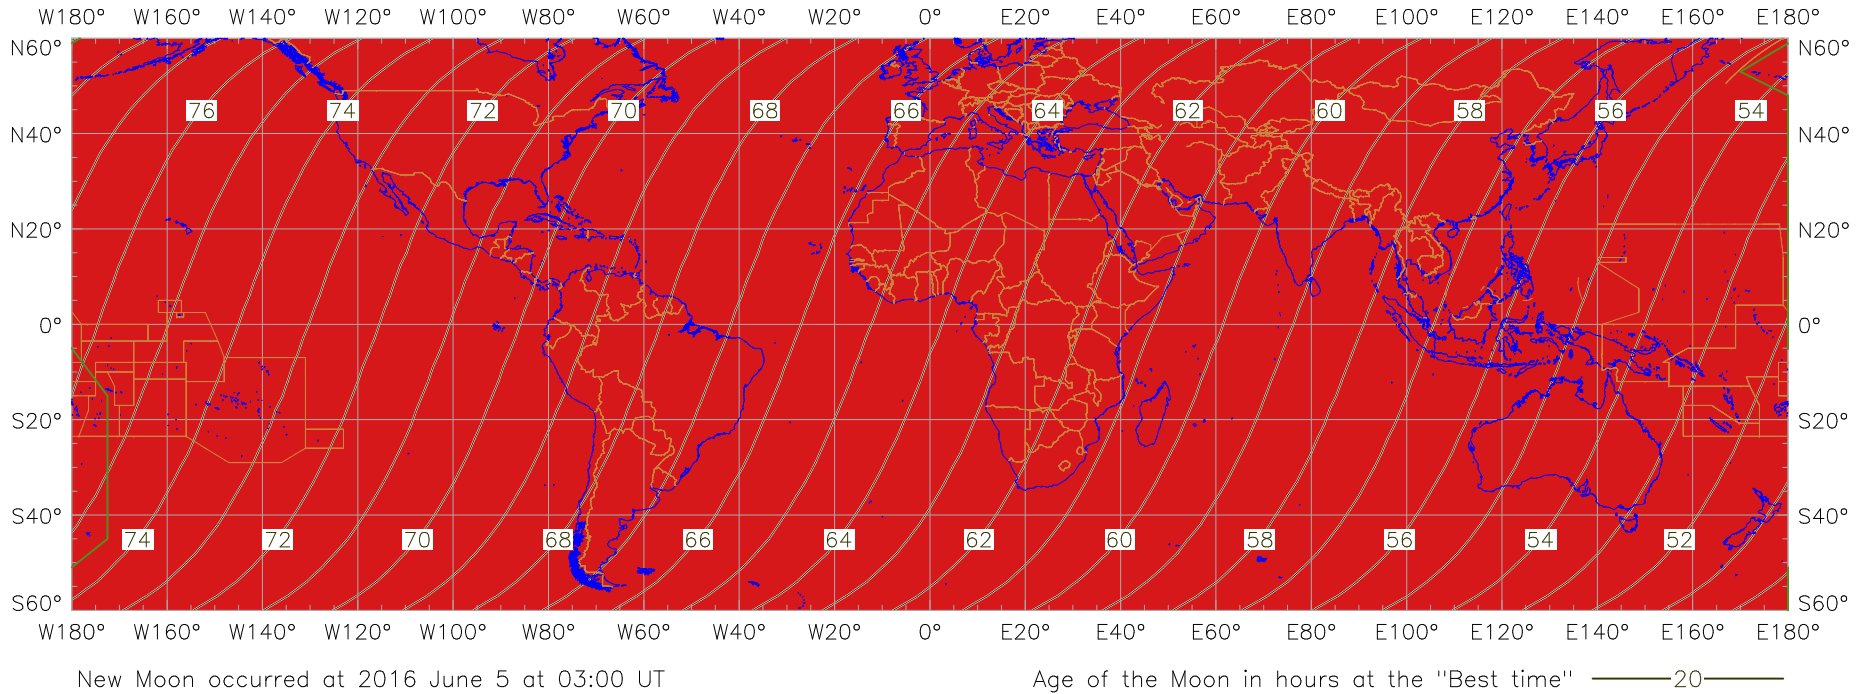 W180° W160° W140° W120° W100° W80° W60° W40° W20° 0° E20° E40° E60° E80° E100° E120° E140° E160° E180°
N60° N60°
76 74 72 70 68 66 64 62 60 58 56 54
N40° N40°
N20° N20°
0° 0°
S20° S20°
S40° S40°
74 72 70 68 66 64 62 60 58 56 54 52
S60° S60°
W180° W160° W140° W120° W100° W80° W60° W40° W20° 0° E20° E40° E60° E80° E100° E120° E140° E160° E180°
New Moon occurred at 2016 June 5 at 03:00 UT Age of the Moon in hours at the "Best time" 20